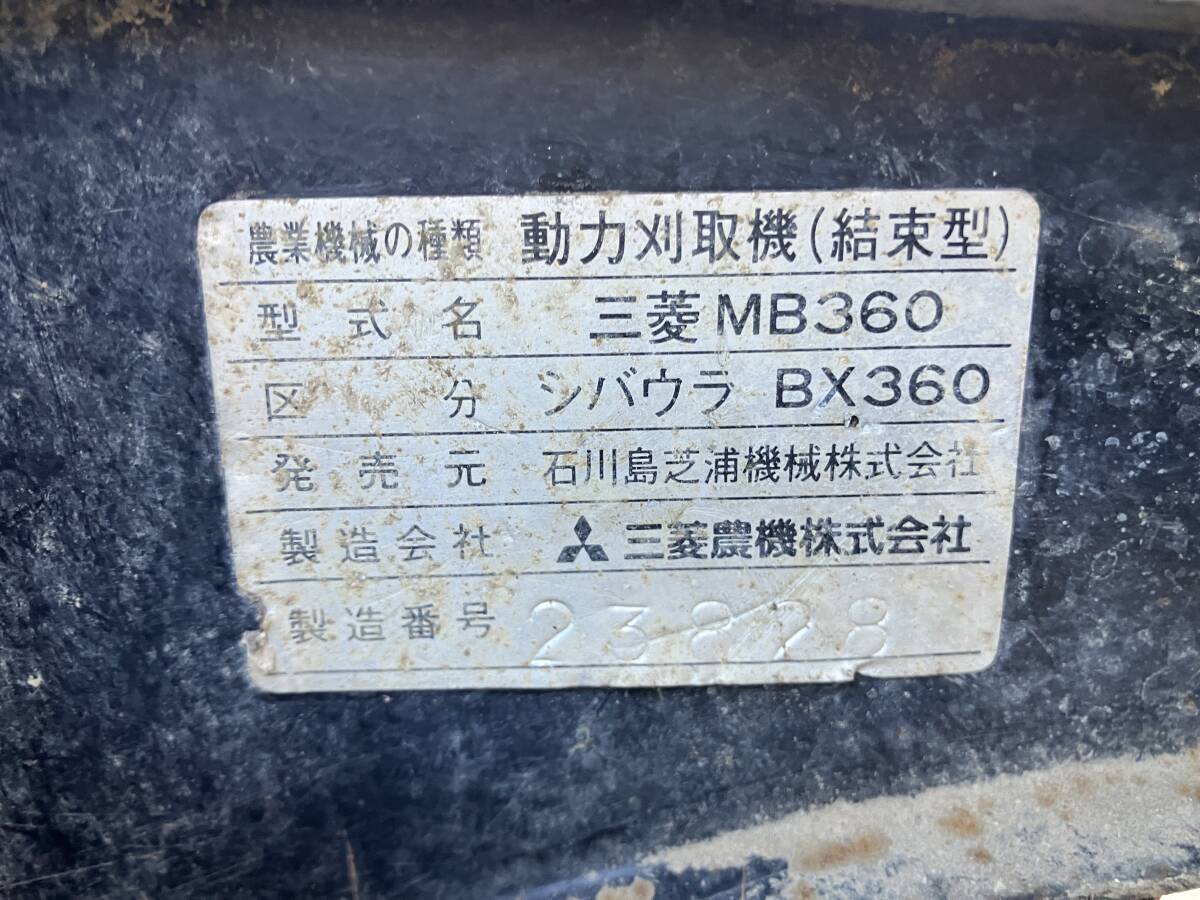 農業機械の種類 動力刈取機(結束型)
型式名 三菱MB360
区分 シバウラ BX360
発売元 石川島芝浦機械株式会社
製造会社 三菱農機株式会社
製造番号 23828